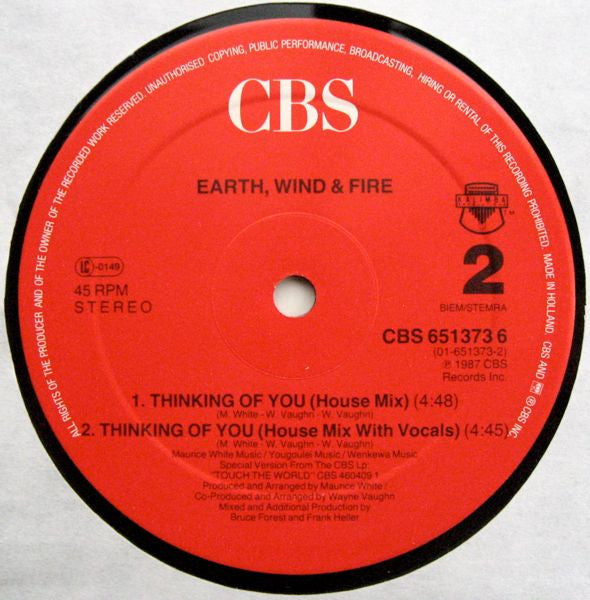 ALL RIGHTS OF THE PRODUCER AND OF THE OWNER OF THE RECORDED WORK RESERVED. UNAUTHORISED COPYING, PUBLIC PERFORMANCE, BROADCASTING, HIRING OR RENTAL OF THIS RECORDING PROHIBITED. MADE IN HOLLAND. CBS AND ® CBS INC.
CBS
EARTH, WIND & FIRE
KALIMBA
TM
LC-0149
2
45 RPM
STEREO
BIEM/STEMRA
CBS 651373 6
(01-651373-2)
℗ 1987 CBS
Records Inc.
1. THINKING OF YOU (House Mix) (4:48)
(M. White - W. Vaughn - W. Vaughn)
2. THINKING OF YOU (House Mix With Vocals) (4:45)
(M. White - W. Vaughn - W. Vaughn)
Maurice White Music / Yougoulei Music / Wenkewa Music
Special Version From The CBS Lp:
"TOUCH THE WORLD" CBS 460409 1
Produced and Arranged by Maurice White /
Co-Produced and Arranged by Wayne Vaughn
Mixed and Additional Production by
Bruce Forest and Frank Heller